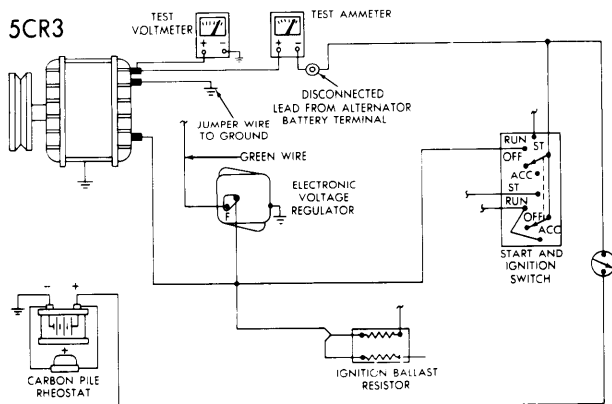 5CR3
TEST
VOLTMETER
+ -
TEST AMMETER
+ -
DISCONNECTED
LEAD FROM ALTERNATOR
BATTERY TERMINAL
JUMPER WIRE
TO GROUND
GREEN WIRE
ELECTRONIC
VOLTAGE
REGULATOR
F
RUN
ST
OFF
ACC
ST
RUN
OFF
ACC
START AND
IGNITION
SWITCH
- +
+
CARBON PILE
RHEOSTAT
IGNITION BALLAST
RESISTOR